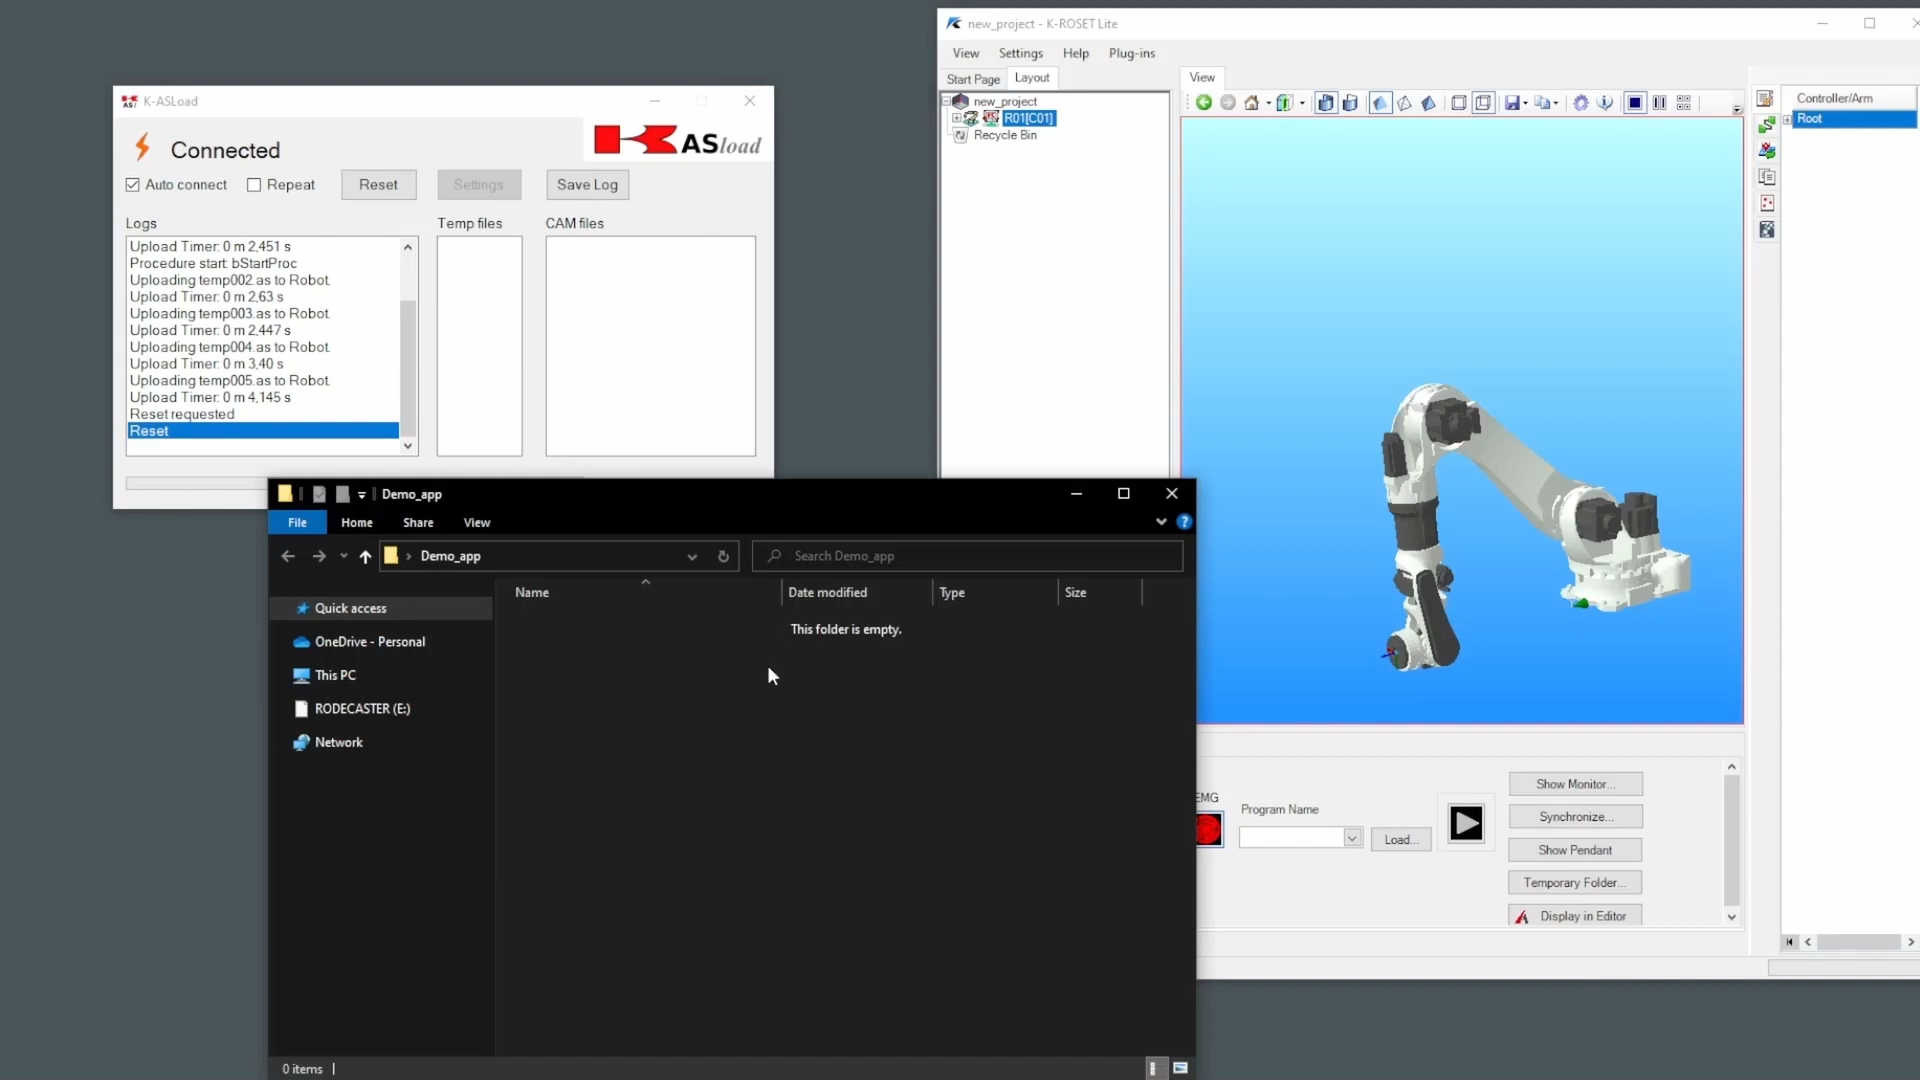 K-ASLoad
Connected
ASload
Auto connect
Repeat
Reset
Settings
Save Log
Logs
Temp files
CAM files
Upload Timer: 0 m 2,451 s
Procedure start: bStartProc
Uploading temp002.as to Robot.
Upload Timer: 0 m 2,63 s
Uploading temp003.as to Robot.
Upload Timer: 0 m 2,447 s
Uploading temp004.as to Robot.
Upload Timer: 0 m 3,40 s
Uploading temp005.as to Robot.
Upload Timer: 0 m 4,145 s
Reset requested
Reset
new_project - K-ROSET Lite
View Settings Help Plug-ins
Start Page Layout
View
new_project
R01[C01]
Recycle Bin
Controller/Arm
Root
Demo_app
File Home Share View
Demo_app
Search Demo_app
Name Date modified Type Size
This folder is empty.
Quick access
OneDrive - Personal
This PC
RODECASTER (E:)
Network
0 items
EMG
Program Name
Load...
Show Monitor...
Synchronize...
Show Pendant
Temporary Folder...
Display in Editor